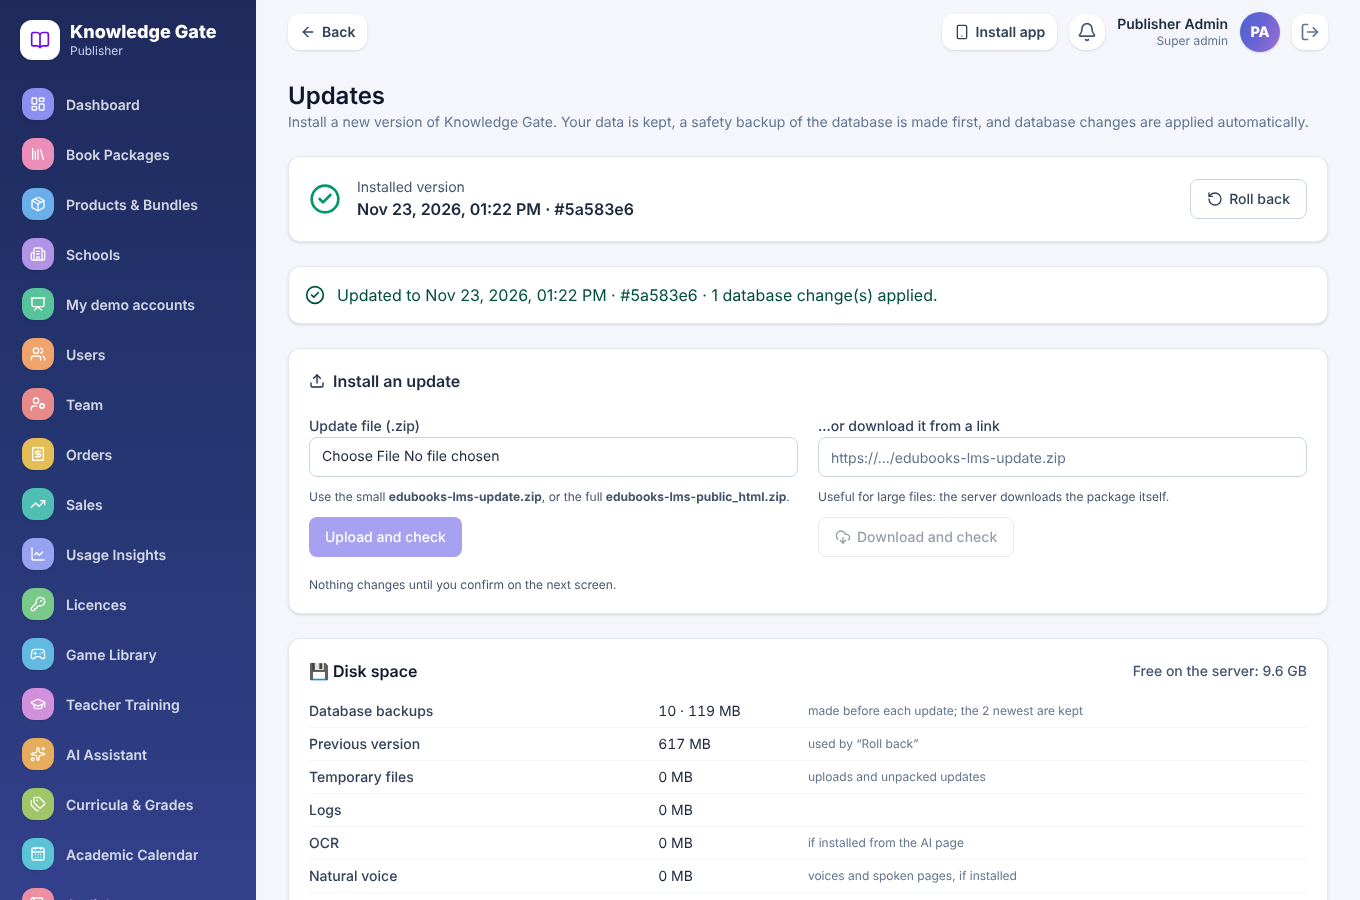 Knowledge Gate
Publisher
Dashboard
Book Packages
Products & Bundles
Schools
My demo accounts
Users
Team
Orders
Sales
Usage Insights
Licences
Game Library
Teacher Training
AI Assistant
Curricula & Grades
Academic Calendar
Back
Install app
Publisher Admin
Super admin
PA
Updates
Install a new version of Knowledge Gate. Your data is kept, a safety backup of the database is made first, and database changes are applied automatically.
Installed version
Nov 23, 2026, 01:22 PM · #5a583e6
Roll back
Updated to Nov 23, 2026, 01:22 PM · #5a583e6 · 1 database change(s) applied.
Install an update
Update file (.zip)
Choose File No file chosen
Use the small edubooks-lms-update.zip, or the full edubooks-lms-public_html.zip.
Upload and check
...or download it from a link
https://.../edubooks-lms-update.zip
Useful for large files: the server downloads the package itself.
Download and check
Nothing changes until you confirm on the next screen.
💾 Disk space
Free on the server: 9.6 GB
Database backups 10 · 119 MB made before each update; the 2 newest are kept
Previous version 617 MB used by “Roll back”
Temporary files 0 MB uploads and unpacked updates
Logs 0 MB
OCR 0 MB if installed from the AI page
Natural voice 0 MB voices and spoken pages, if installed